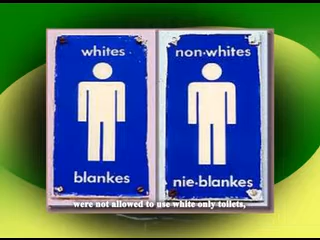 whites
blankes
non-whites
nie-blankes
were not allowed to use white only toilets,